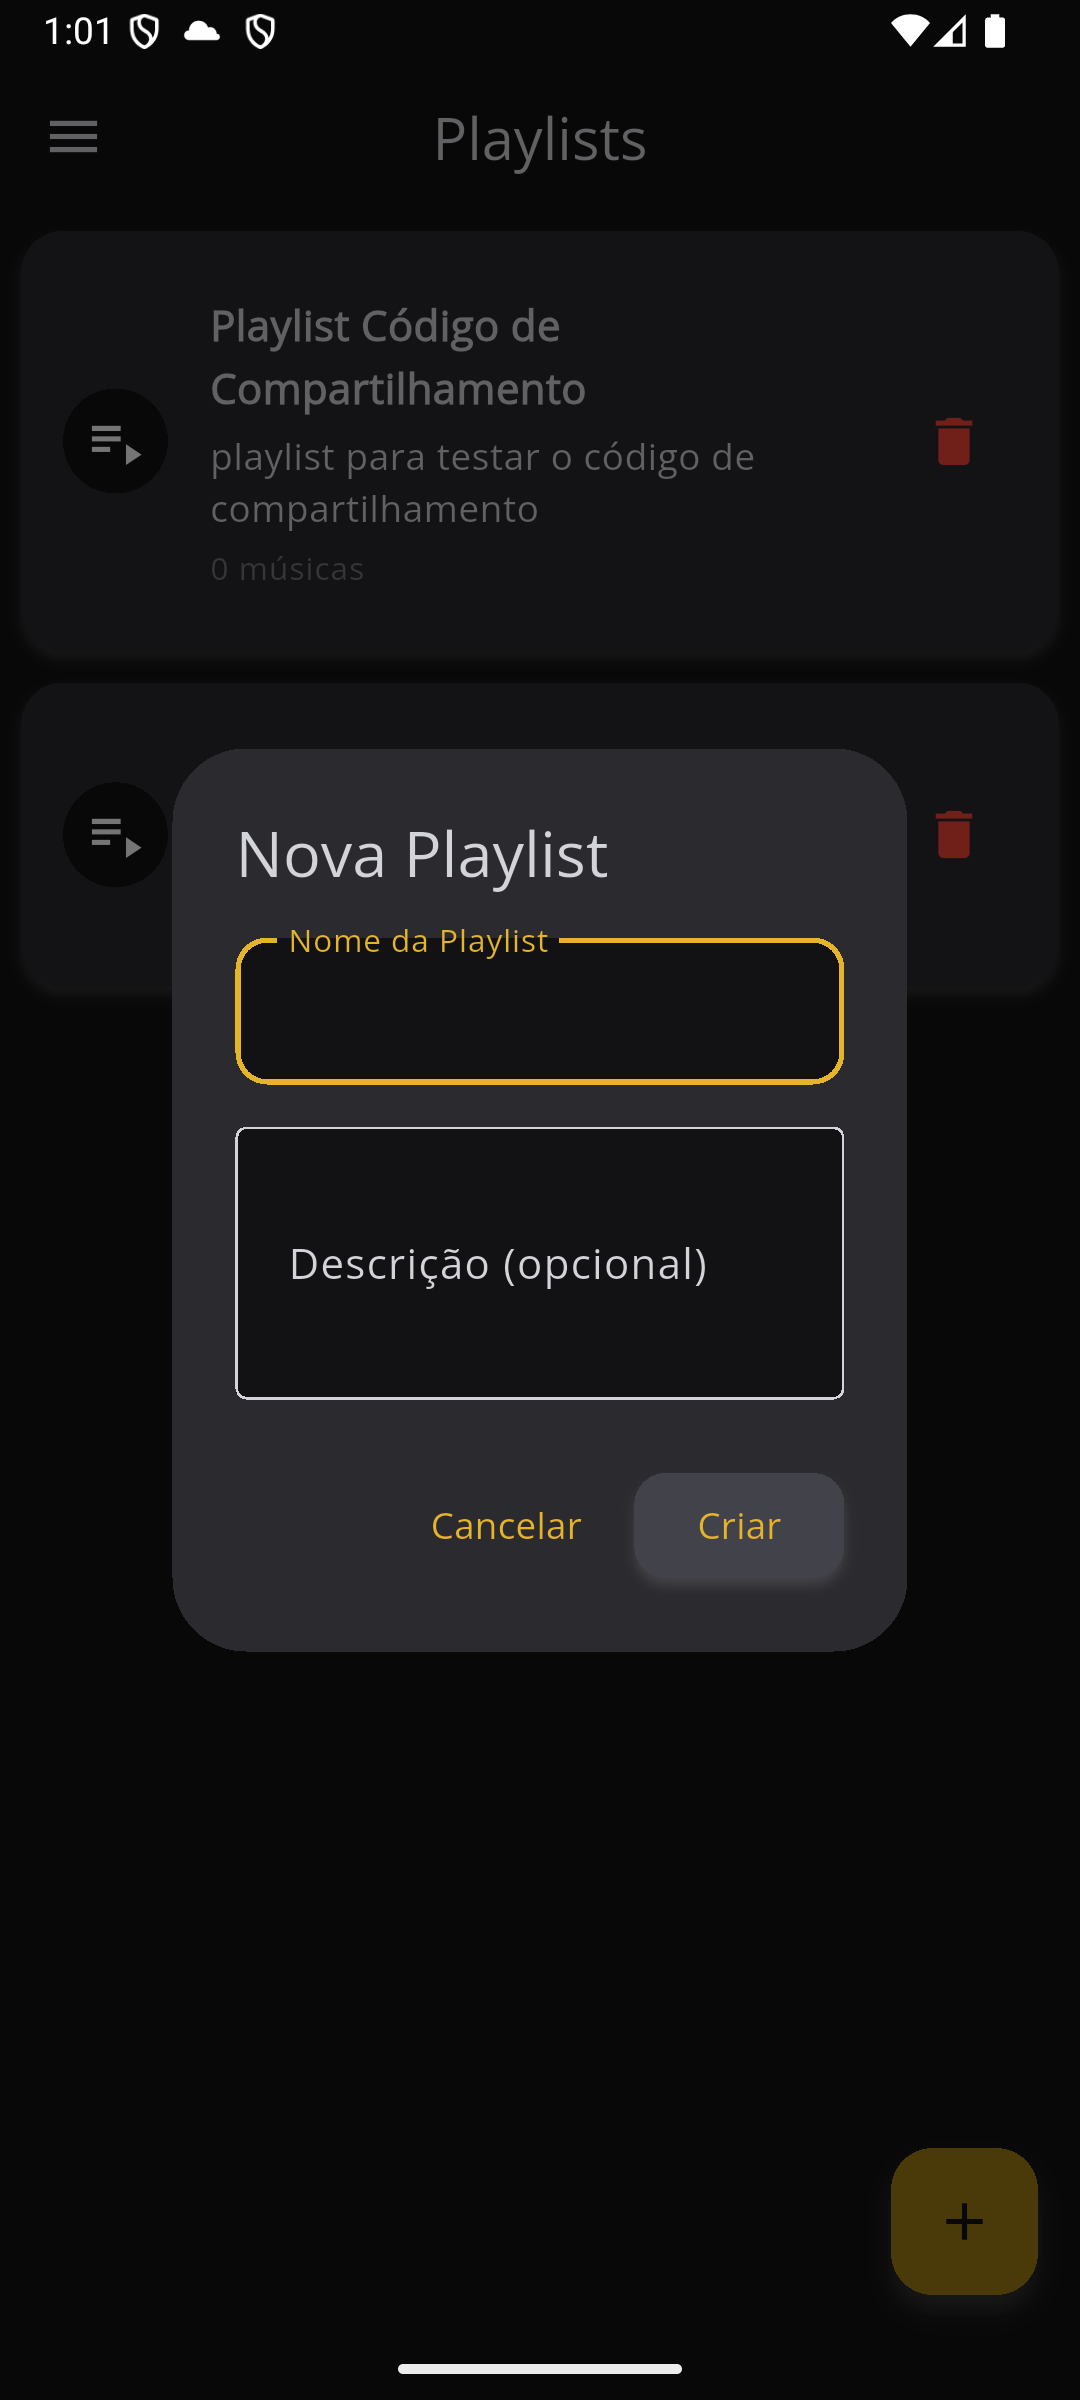 1:01
Playlists
Playlist Código de
Compartilhamento
playlist para testar o código de
compartilhamento
0 músicas
Nova Playlist
Nome da Playlist
Descrição (opcional)
Cancelar
Criar